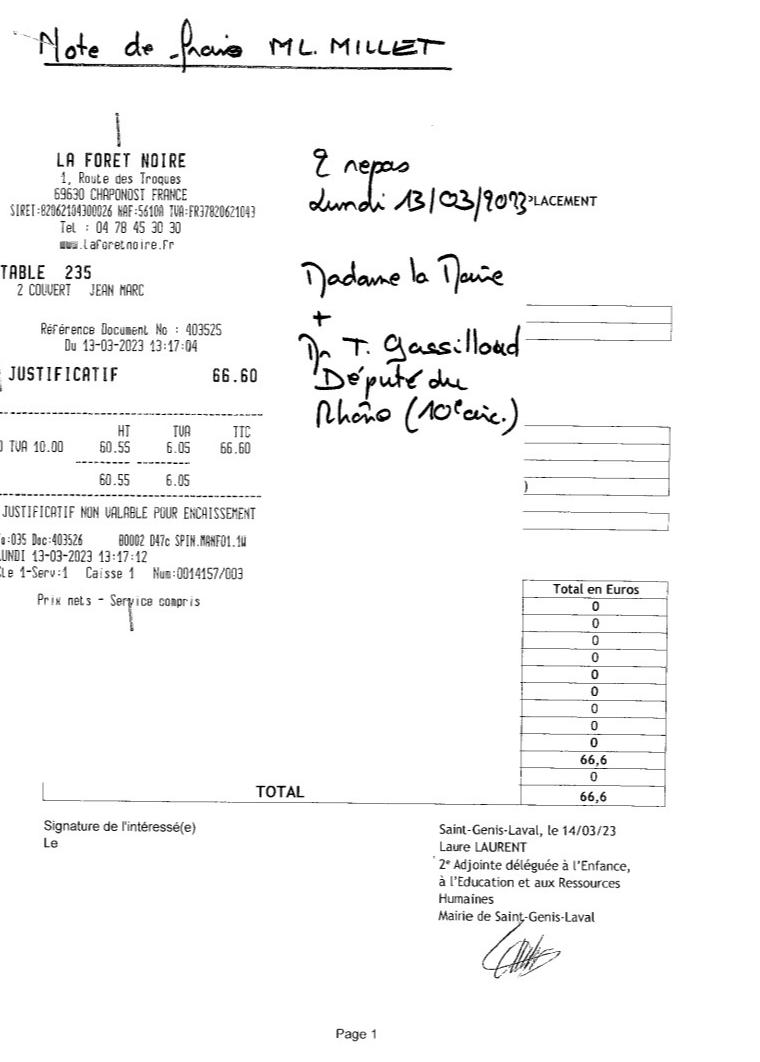 Note de frais ML. MILLET
LA FORET NOIRE
1, Route des Troques
69630 CHAPONOST FRANCE
SIRET:82062104300026 NAF:5610A TVA:FR37820621043
Tel : 04 78 45 30 30
www.laforetnoire.fr
TABLE 235
2 COUVERT JEAN MARC
Référence Document No : 403525
Du 13-03-2023 13:17:04
JUSTIFICATIF 66.60
HT TVA TTC
TVA 10.00 60.55 6.05 66.60
60.55 6.05
JUSTIFICATIF NON VALABLE POUR ENCAISSEMENT
:035 Doc:403526 B0002 D47c SPIN.MANF01.1W
LUNDI 13-03-2023 13:17:12
1-Serv:1 Caisse 1 Num:0014157/003
Prix nets - Service compris
2 repas
Lundi 13/03/2023
PLACEMENT
Madame la Maire
+
Mr T. Gassilloud
Député du
Rhône (10e circ.)
)
Total en Euros
0
0
0
0
0
0
0
0
0
66,6
0
TOTAL 66,6
Signature de l'intéressé(e)
Le
Saint-Genis-Laval, le 14/03/23
Laure LAURENT
2e Adjointe déléguée à l'Enfance,
à l'Education et aux Ressources
Humaines
Mairie de Saint-Genis-Laval
Page 1